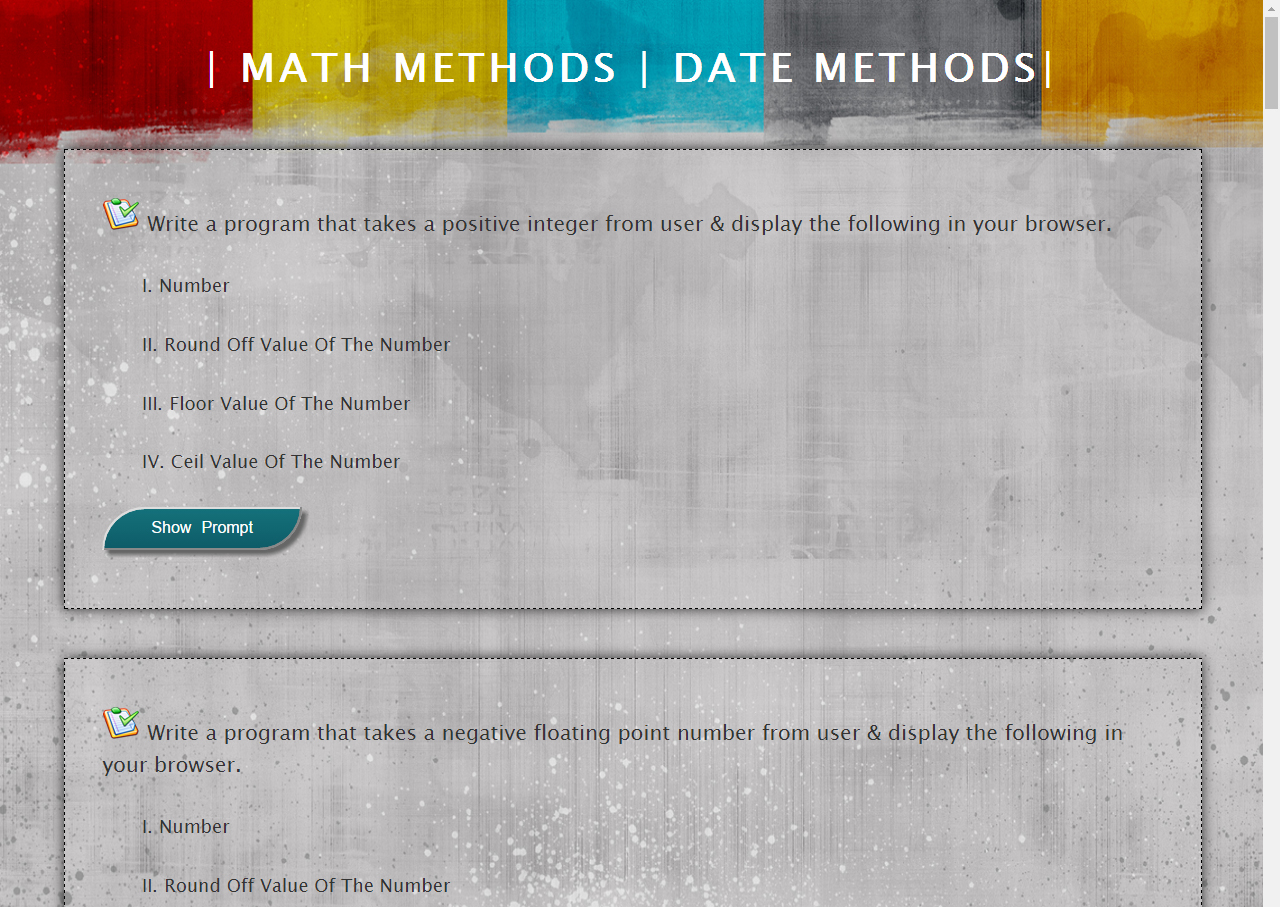 | MATH METHODS | DATE METHODS|
Write a program that takes a positive integer from user & display the following in your browser.
I. Number
II. Round Off Value Of The Number
III. Floor Value Of The Number
IV. Ceil Value Of The Number
Show Prompt
Write a program that takes a negative floating point number from user & display the following in
your browser.
I. Number
II. Round Off Value Of The Number